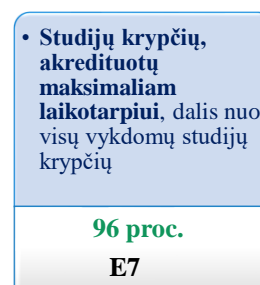 • Studijų krypčių,
akredituotų
maksimaliam
laikotarpiui, dalis nuo
visų vykdomų studijų
krypčių
96 proc.
E7